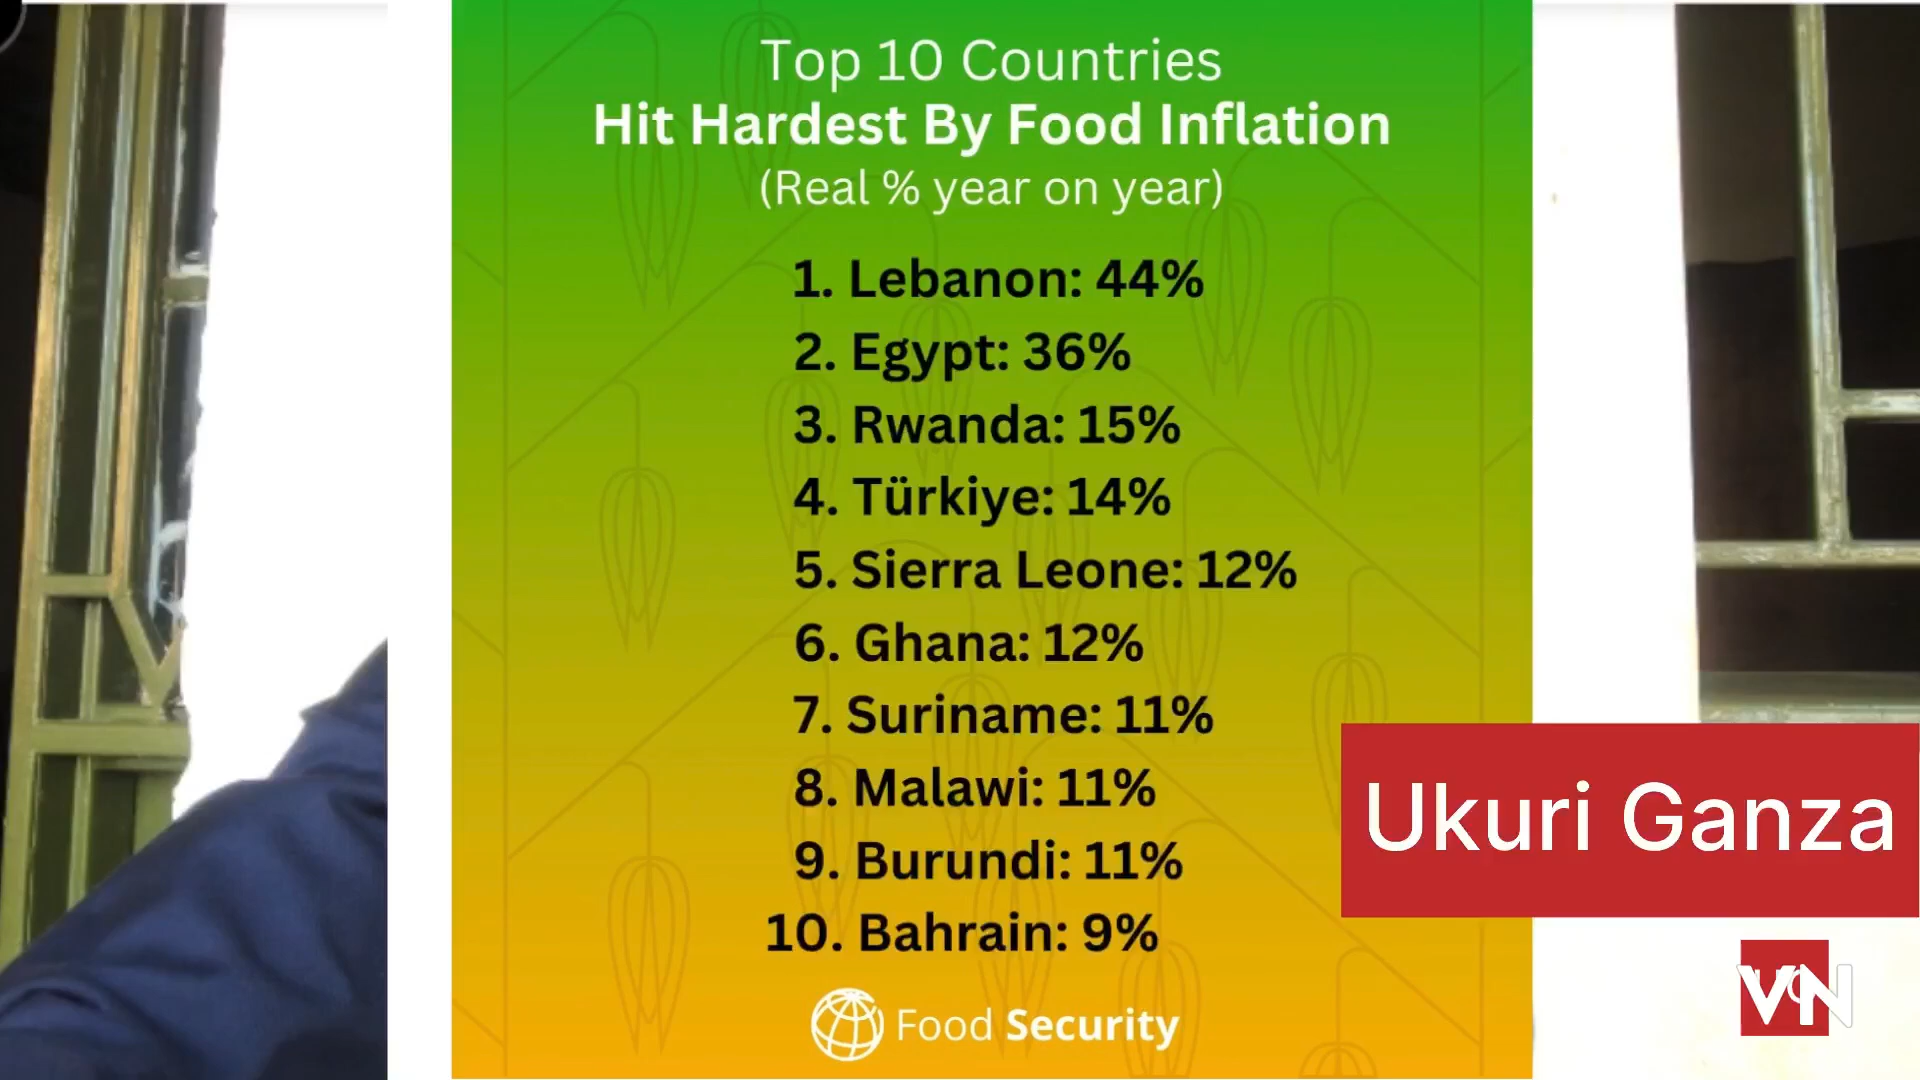 Top 10 Countries
Hit Hardest By Food Inflation
(Real % year on year)
1. Lebanon: 44%
2. Egypt: 36%
3. Rwanda: 15%
4. Türkiye: 14%
5. Sierra Leone: 12%
6. Ghana: 12%
7. Suriname: 11%
8. Malawi: 11%
9. Burundi: 11%
10. Bahrain: 9%
Food Security
Ukuri Ganza
VN